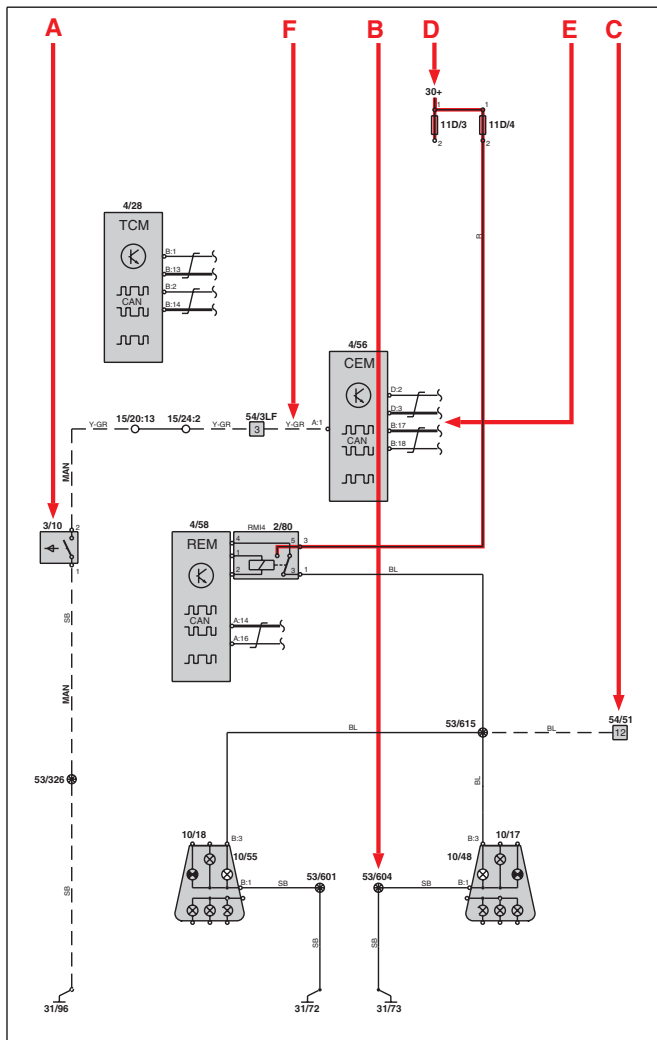 A F B D E C
30+
1 1
11D/3 11D/4
2 2
4/28
TCM
B:1
B:13
B:2
CAN
B:14
R
4/56
CEM
D:2
D:3
B:17
CAN
B:18
Y-GR 15/20:13 15/24:2 Y-GR 54/3LF Y-GR A:1
3
MAN
3/10 2
1
4/58 RMI4 2/80
REM 4 5 3
1
2 3 1 BL
CAN A:14
A:16
SB
MAN
54/51
12
BL 53/615 BL
53/326
BL
10/18 B:3 B:3 10/17
10/55 10/48
53/601 53/604
B:1 SB SB B:1
SB
SB SB
31/96 31/72 31/73